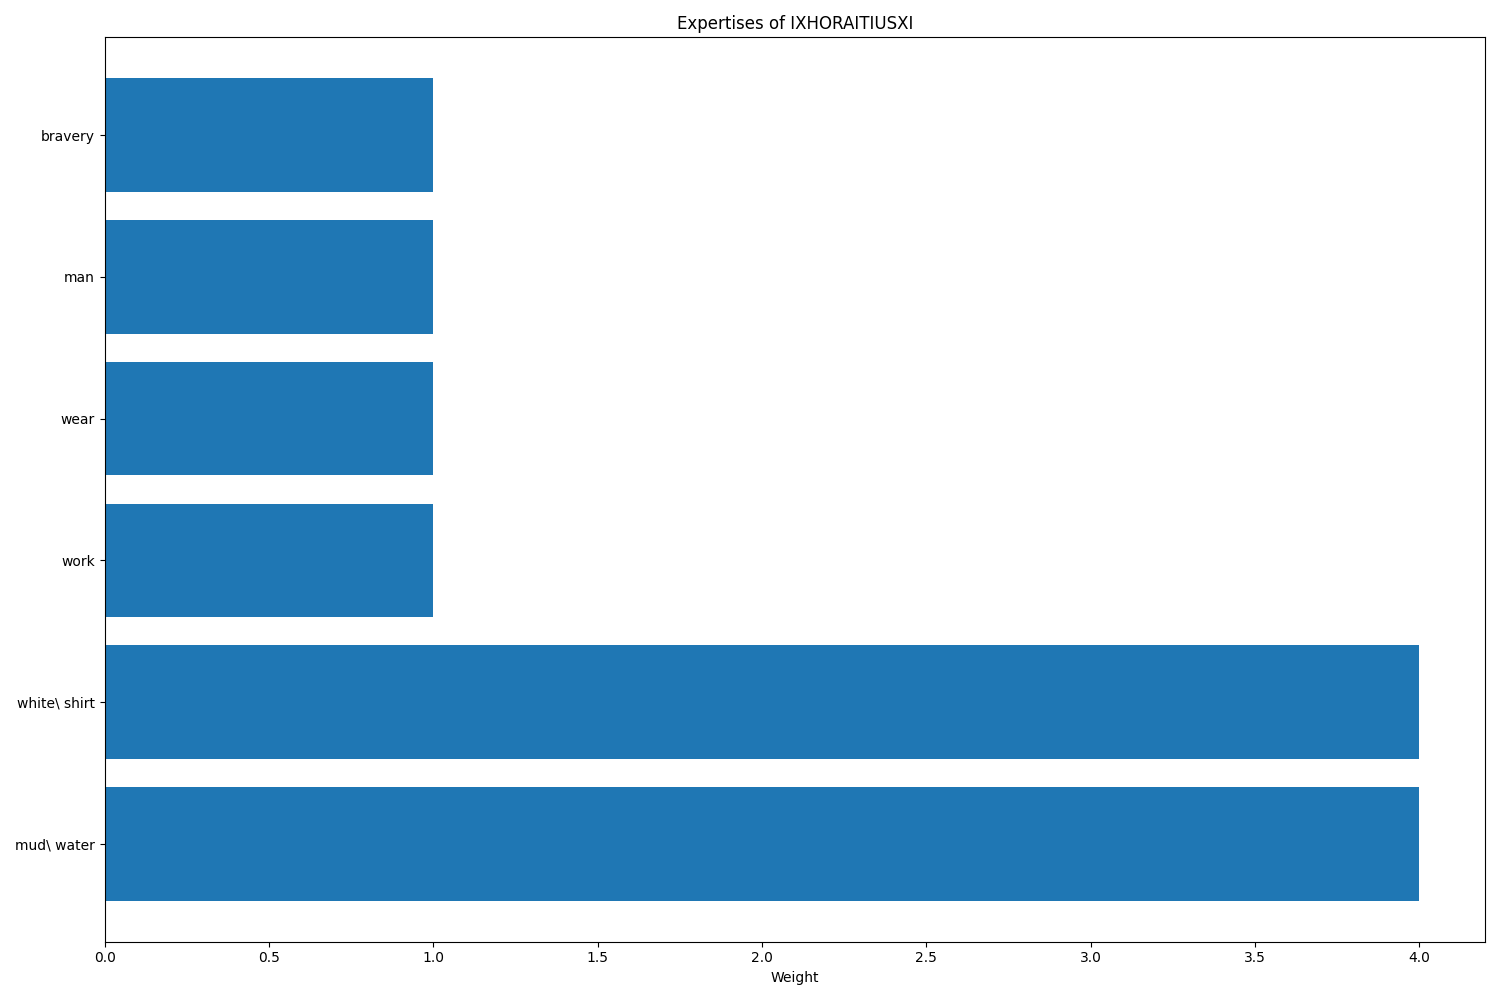 Expertises of IXHORAITIUSXI
bravery
man
wear
work
white\ shirt
mud\ water
0.0 0.5 1.0 1.5 2.0 2.5 3.0 3.5 4.0
Weight